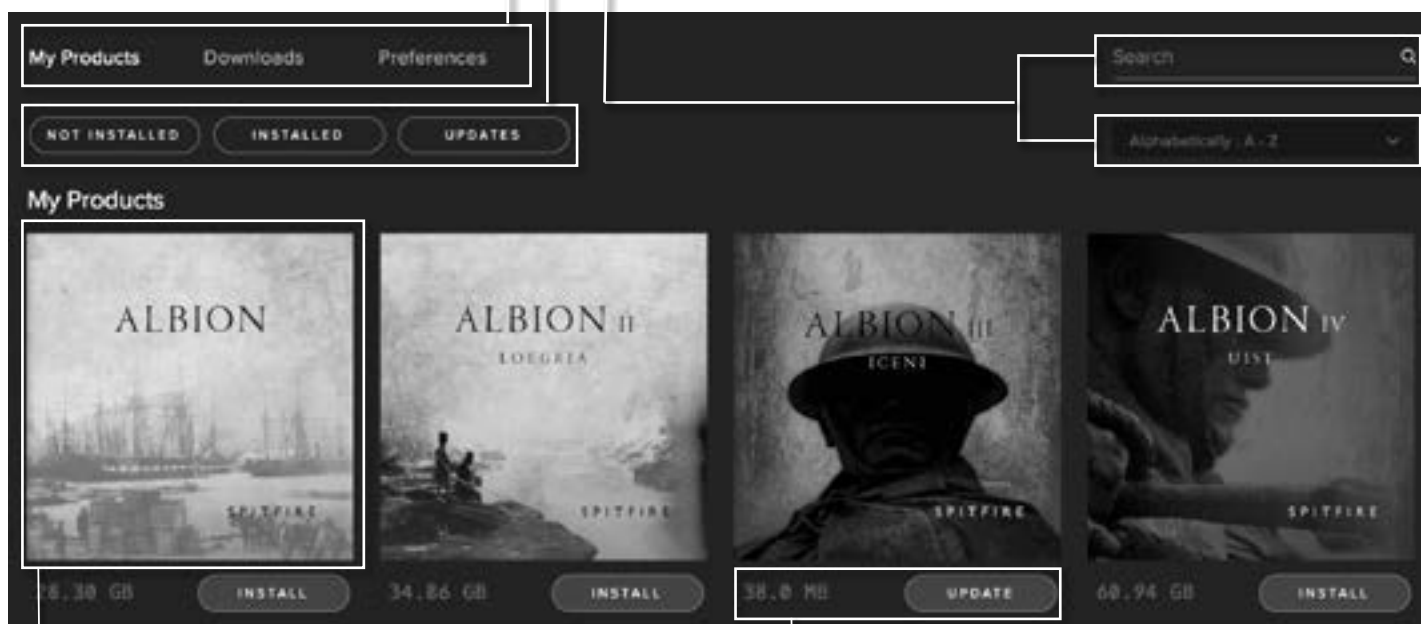 My Products Downloads Preferences
Search
NOT INSTALLED INSTALLED UPDATES
Alphabetically : A - Z
My Products
ALBION
SPITFIRE
ALBION II
LOEGRIA
SPITFIRE
ALBION III
ICENI
SPITFIRE
ALBION IV
UIST
SPITFIRE
28.30 GB INSTALL
34.86 GB INSTALL
38.0 MB UPDATE
60.94 GB INSTALL